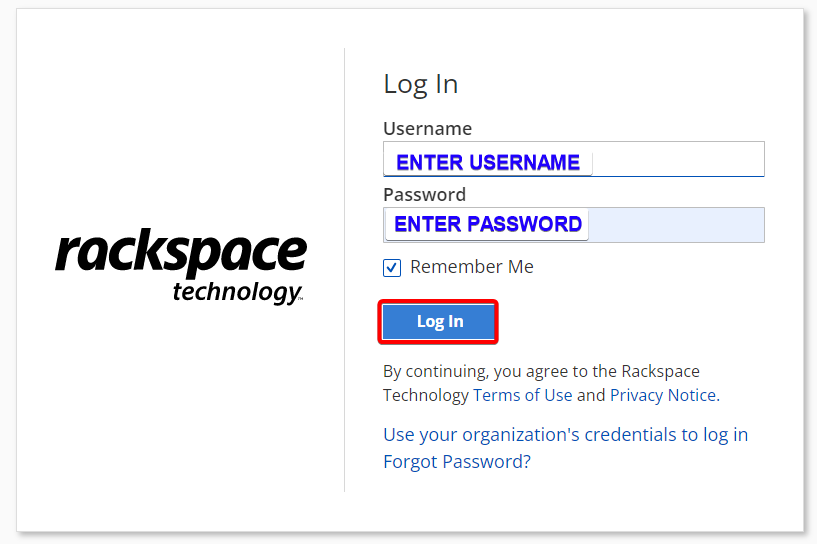 rackspace
technology™
Log In
Username
ENTER USERNAME
Password
ENTER PASSWORD
Remember Me
Log In
By continuing, you agree to the Rackspace
Technology Terms of Use and Privacy Notice.
Use your organization's credentials to log in
Forgot Password?